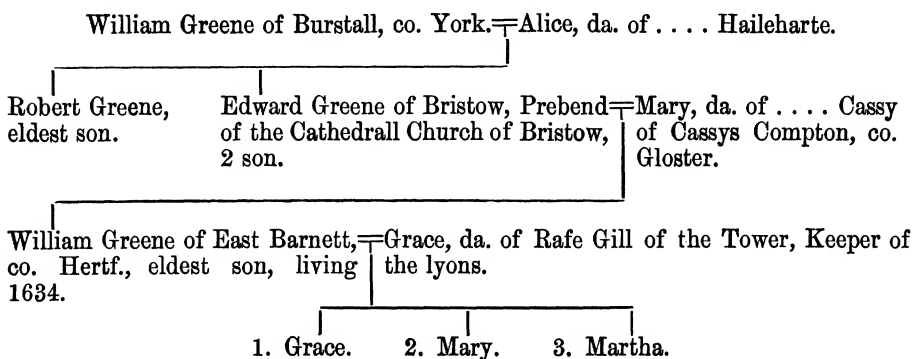 William Greene of Burstall, co. York.=Alice, da. of .... Haileharte.
Robert Greene,
eldest son.
Edward Greene of Bristow, Prebend=Mary, da. of .... Cassy
of the Cathedrall Church of Bristow,
2 son.
of Cassys Compton, co.
Gloster.
William Greene of East Barnett,=Grace, da. of Rafe Gill of the Tower, Keeper of
co. Hertf., eldest son, living
1634.
the lyons.
1. Grace. 2. Mary. 3. Martha.